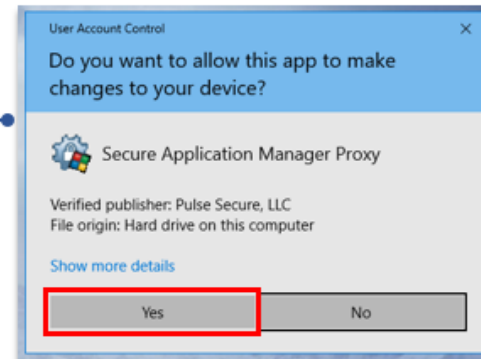 User Account Control
Do you want to allow this app to make
changes to your device?
Secure Application Manager Proxy
Verified publisher: Pulse Secure, LLC
File origin: Hard drive on this computer
Show more details
Yes
No